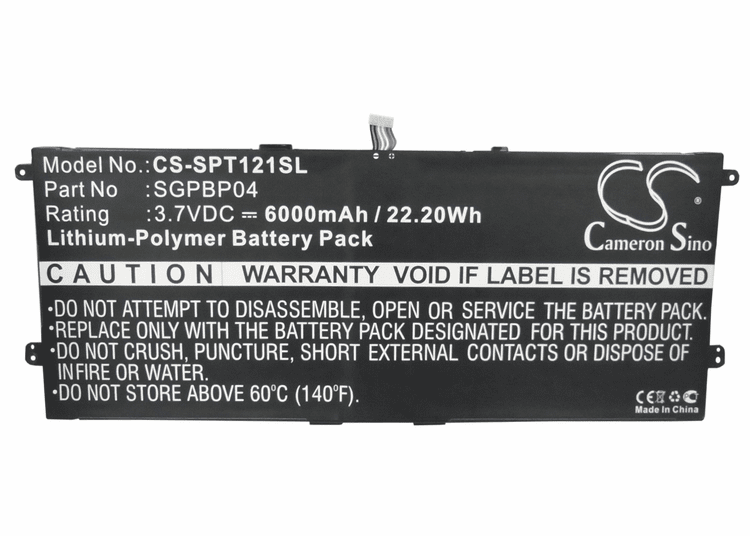 Model No.: CS-SPT121SL
Part No : SGPBP04
Rating : 3.7VDC ⎓ 6000mAh / 22.20Wh
Lithium-Polymer Battery Pack
CS
®
Cameron Sino
CAUTION WARRANTY VOID IF LABEL IS REMOVED
•DO NOT ATTEMPT TO DISASSEMBLE, OPEN OR SERVICE THE BATTERY PACK.
•REPLACE ONLY WITH THE BATTERY PACK DESIGNATED FOR THIS PRODUCT.
•DO NOT CRUSH, PUNCTURE, SHORT EXTERNAL CONTACTS OR DISPOSE OF
INFIRE OR WATER.
•DO NOT STORE ABOVE 60°C (140°F).
CE
Made In China